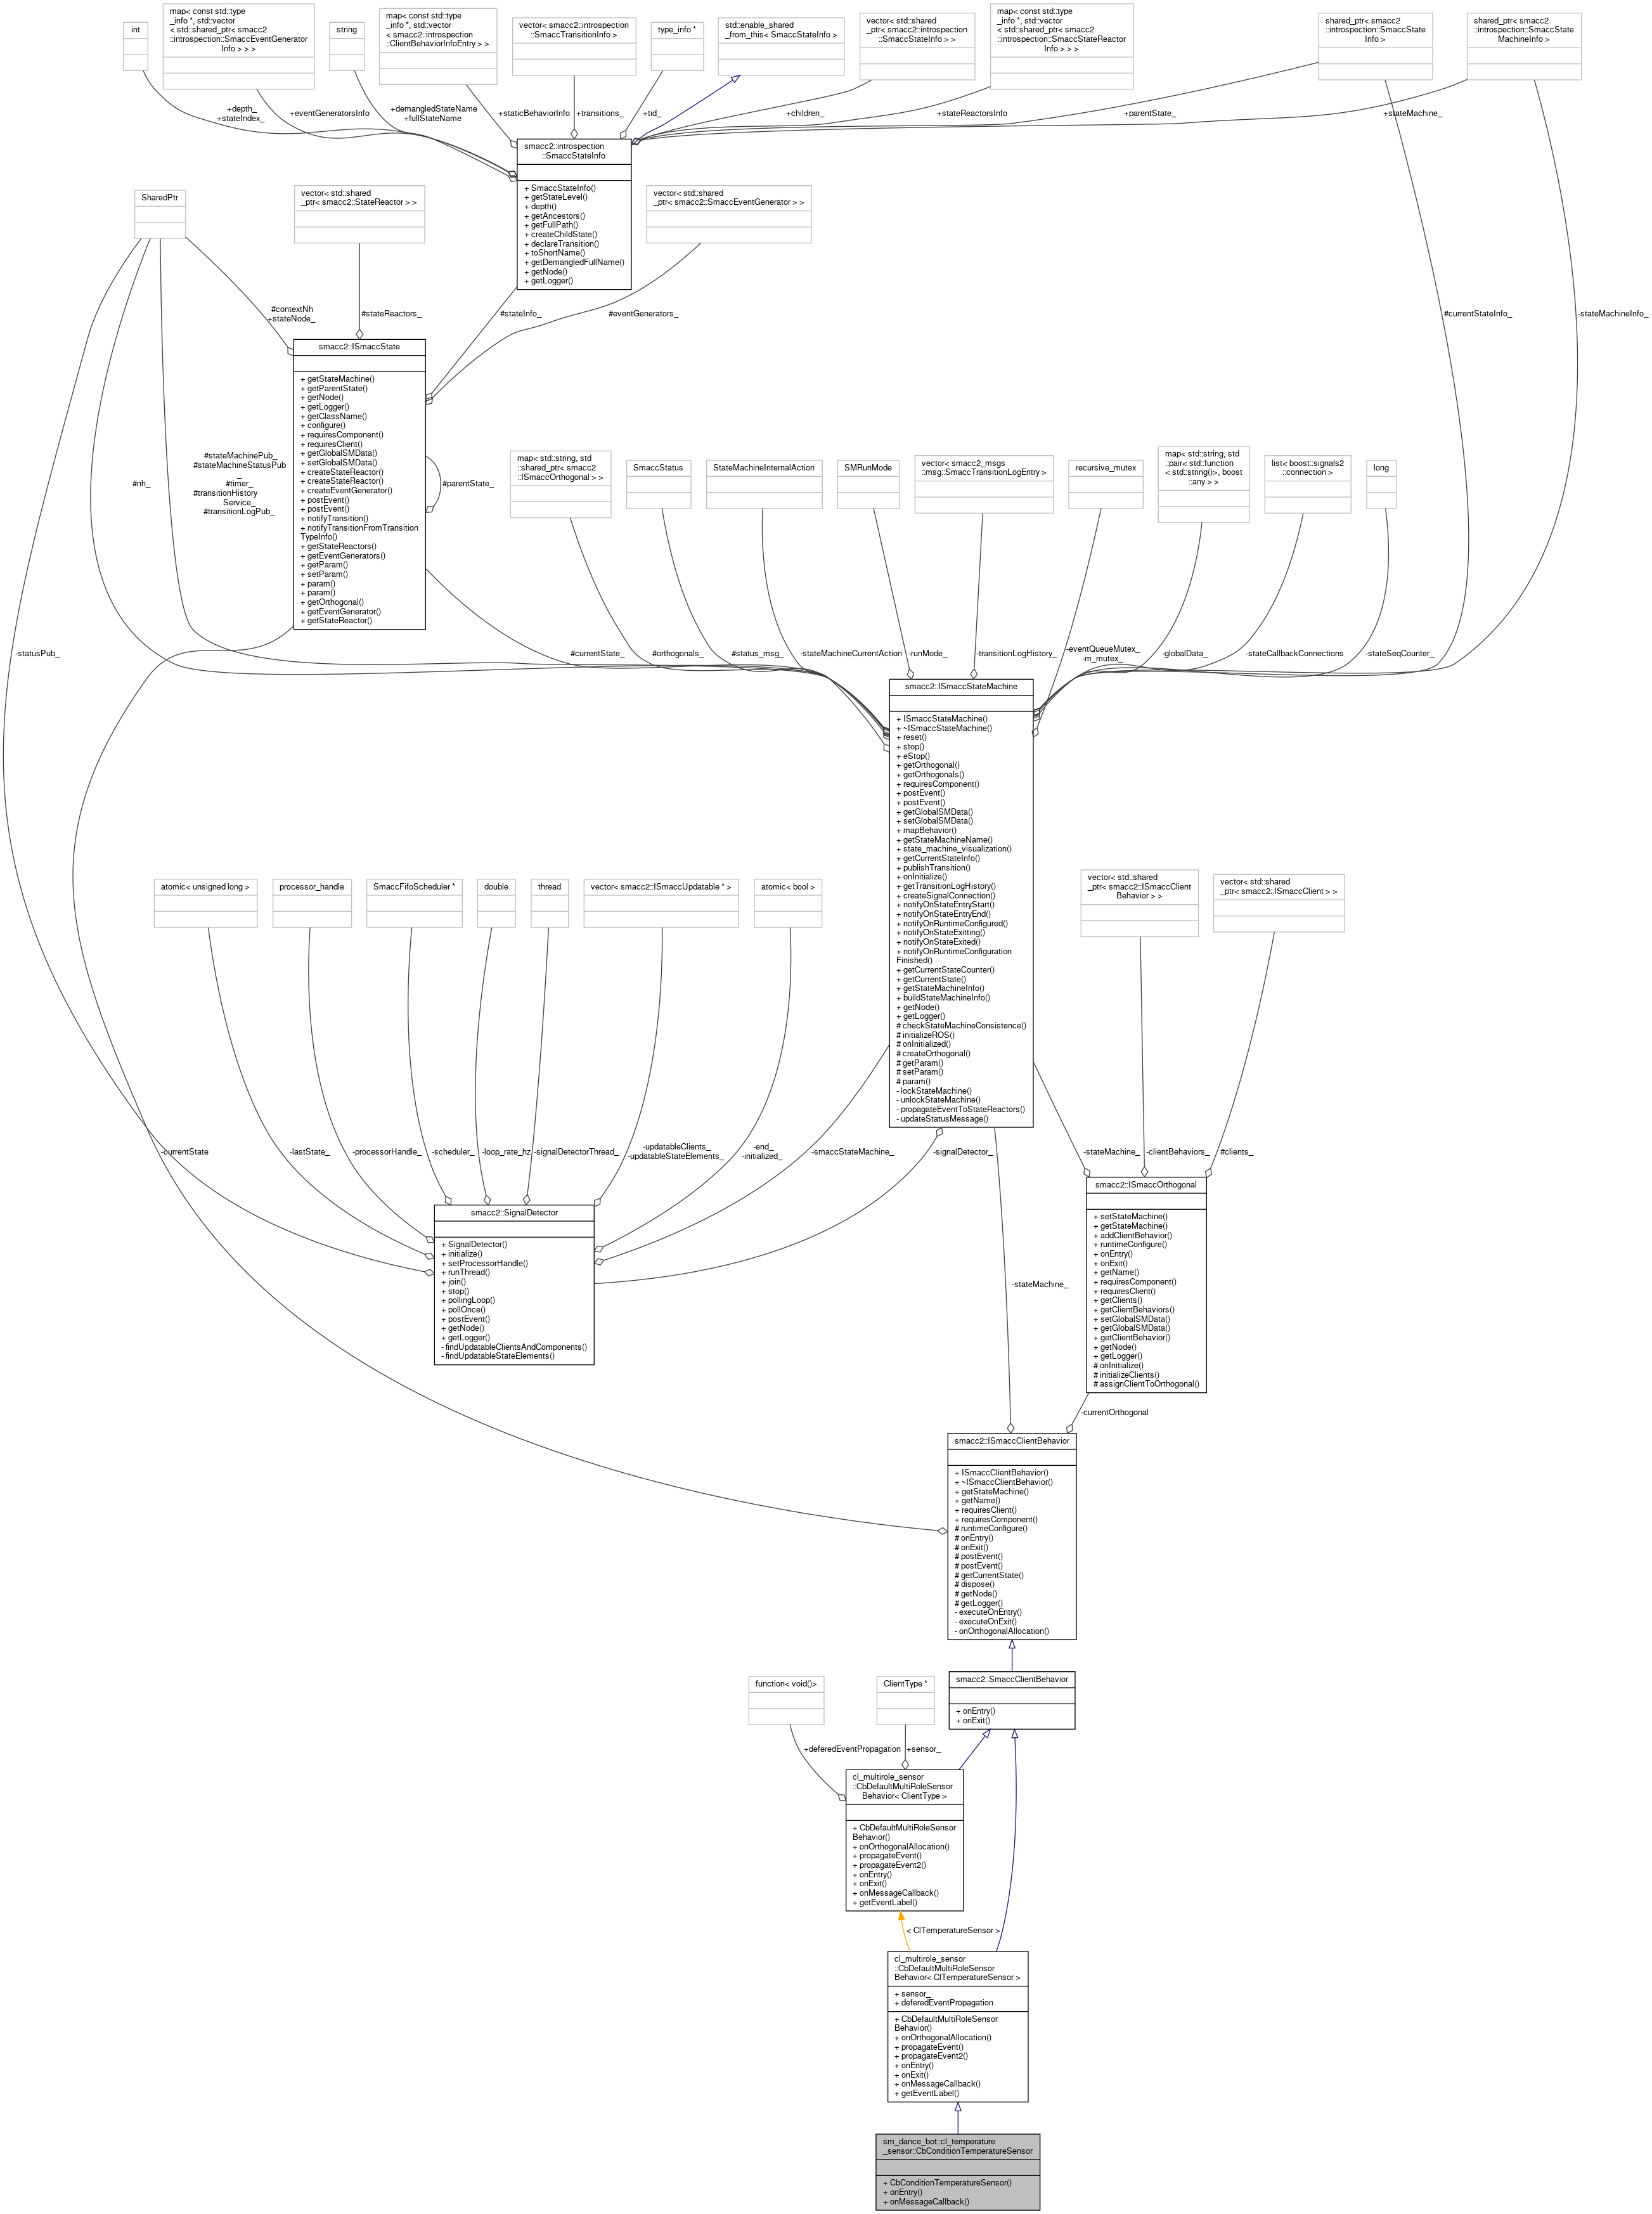 int
map< const std::type
_info *, std::vector
< std::shared_ptr< smacc2
::introspection::SmaccEventGenerator
Info > > >
string
map< const std::type
_info *, std::vector
< smacc2::introspection
::ClientBehaviorInfoEntry > >
vector< smacc2::introspection
::SmaccTransitionInfo >
type_info *
std::enable_shared
_from_this< SmaccStateInfo >
vector< std::shared
_ptr< smacc2::introspection
::SmaccStateInfo > >
map< const std::type
_info *, std::vector
< std::shared_ptr< smacc2
::introspection::SmaccStateReactor
Info > > >
shared_ptr< smacc2
::introspection::SmaccState
Info >
shared_ptr< smacc2
::introspection::SmaccState
MachineInfo >
+depth_
+stateIndex_
+eventGeneratorsInfo
+demangledStateName
+fullStateName
+staticBehaviorInfo
+transitions_
+tid_
+children_
+stateReactorsInfo
+parentState_
+stateMachine_
smacc2::introspection
::SmaccStateInfo
+ SmaccStateInfo()
+ getStateLevel()
+ depth()
+ getAncestors()
+ getFullPath()
+ createChildState()
+ declareTransition()
+ toShortName()
+ getDemangledFullName()
+ getNode()
+ getLogger()
SharedPtr
vector< std::shared
_ptr< smacc2::StateReactor > >
vector< std::shared
_ptr< smacc2::SmaccEventGenerator > >
#contextNh
+stateNode_
#stateReactors_
#stateInfo_
#eventGenerators_
#currentStateInfo_
-stateMachineInfo_
smacc2::ISmaccState
+ getStateMachine()
+ getParentState()
+ getNode()
+ getLogger()
+ getClassName()
+ configure()
+ requiresComponent()
+ requiresClient()
+ getGlobalSMData()
+ setGlobalSMData()
+ createStateReactor()
+ createStateReactor()
+ createEventGenerator()
+ postEvent()
+ postEvent()
+ notifyTransition()
+ notifyTransitionFromTransition
TypeInfo()
+ getStateReactors()
+ getEventGenerators()
+ getParam()
+ setParam()
+ param()
+ param()
+ getOrthogonal()
+ getEventGenerator()
+ getStateReactor()
#parentState_
#nh_
#stateMachinePub_
#stateMachineStatusPub
_
#timer_
#transitionHistory
Service_
#transitionLogPub_
map< std::string, std
::shared_ptr< smacc2
::ISmaccOrthogonal > >
SmaccStatus
StateMachineInternalAction
SMRunMode
vector< smacc2_msgs
::msg::SmaccTransitionLogEntry >
recursive_mutex
map< std::string, std
::pair< std::function
< std::string()>, boost
::any > >
list< boost::signals2
::connection >
long
-statusPub_
#currentState_
#orthogonals_
#status_msg_
-stateMachineCurrentAction
-runMode_
-transitionLogHistory_
-eventQueueMutex_
-m_mutex_
-globalData_
-stateCallbackConnections
-stateSeqCounter_
smacc2::ISmaccStateMachine
+ ISmaccStateMachine()
+ ~ISmaccStateMachine()
+ reset()
+ stop()
+ eStop()
+ getOrthogonal()
+ getOrthogonals()
+ requiresComponent()
+ postEvent()
+ postEvent()
+ getGlobalSMData()
+ setGlobalSMData()
+ mapBehavior()
+ getStateMachineName()
+ state_machine_visualization()
+ getCurrentStateInfo()
+ publishTransition()
+ onInitialize()
+ getTransitionLogHistory()
+ createSignalConnection()
+ notifyOnStateEntryStart()
+ notifyOnStateEntryEnd()
+ notifyOnRuntimeConfigured()
+ notifyOnStateExitting()
+ notifyOnStateExited()
+ notifyOnRuntimeConfiguration
Finished()
+ getCurrentStateCounter()
+ getCurrentState()
+ getStateMachineInfo()
+ buildStateMachineInfo()
+ getNode()
+ getLogger()
# checkStateMachineConsistence()
# initializeROS()
# onInitialized()
# createOrthogonal()
# getParam()
# setParam()
# param()
- lockStateMachine()
- unlockStateMachine()
- propagateEventToStateReactors()
- updateStatusMessage()
atomic< unsigned long >
processor_handle
SmaccFifoScheduler *
double
thread
vector< smacc2::ISmaccUpdatable * >
atomic< bool >
vector< std::shared
_ptr< smacc2::ISmaccClient
Behavior > >
vector< std::shared
_ptr< smacc2::ISmaccClient > >
-currentState
-lastState_
-processorHandle_
-scheduler_
-loop_rate_hz
-signalDetectorThread_
-updatableClients_
-updatableStateElements_
-end_
-initialized_
-smaccStateMachine_
-signalDetector_
-stateMachine_
-clientBehaviors_
#clients_
smacc2::SignalDetector
+ SignalDetector()
+ initialize()
+ setProcessorHandle()
+ runThread()
+ join()
+ stop()
+ pollingLoop()
+ pollOnce()
+ postEvent()
+ getNode()
+ getLogger()
- findUpdatableClientsAndComponents()
- findUpdatableStateElements()
smacc2::ISmaccOrthogonal
+ setStateMachine()
+ getStateMachine()
+ addClientBehavior()
+ runtimeConfigure()
+ onEntry()
+ onExit()
+ getName()
+ requiresComponent()
+ requiresClient()
+ getClients()
+ getClientBehaviors()
+ setGlobalSMData()
+ getGlobalSMData()
+ getClientBehavior()
+ getNode()
+ getLogger()
# onInitialize()
# initializeClients()
# assignClientToOrthogonal()
-stateMachine_
-currentOrthogonal
smacc2::ISmaccClientBehavior
+ ISmaccClientBehavior()
+ ~ISmaccClientBehavior()
+ getStateMachine()
+ getName()
+ requiresClient()
+ requiresComponent()
# runtimeConfigure()
# onEntry()
# onExit()
# postEvent()
# postEvent()
# getCurrentState()
# dispose()
# getNode()
# getLogger()
- executeOnEntry()
- executeOnExit()
- onOrthogonalAllocation()
function< void()>
ClientType *
smacc2::SmaccClientBehavior
+ onEntry()
+ onExit()
+deferedEventPropagation
+sensor_
cl_multirole_sensor
::CbDefaultMultiRoleSensor
Behavior< ClientType >
+ CbDefaultMultiRoleSensor
Behavior()
+ onOrthogonalAllocation()
+ propagateEvent()
+ propagateEvent2()
+ onEntry()
+ onExit()
+ onMessageCallback()
+ getEventLabel()
< ClTemperatureSensor >
cl_multirole_sensor
::CbDefaultMultiRoleSensor
Behavior< ClTemperatureSensor >
+ sensor_
+ deferedEventPropagation
+ CbDefaultMultiRoleSensor
Behavior()
+ onOrthogonalAllocation()
+ propagateEvent()
+ propagateEvent2()
+ onEntry()
+ onExit()
+ onMessageCallback()
+ getEventLabel()
sm_dance_bot::cl_temperature
_sensor::CbConditionTemperatureSensor
+ CbConditionTemperatureSensor()
+ onEntry()
+ onMessageCallback()